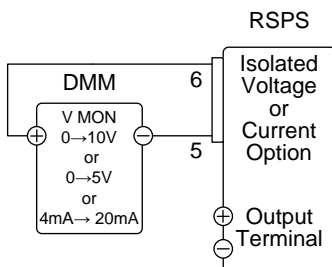 RSPS
DMM
6
Isolated
Voltage
or
Current
Option
V MON
0→10V
or
0→5V
or
4mA→ 20mA
+
−
5
+
−
Output
Terminal